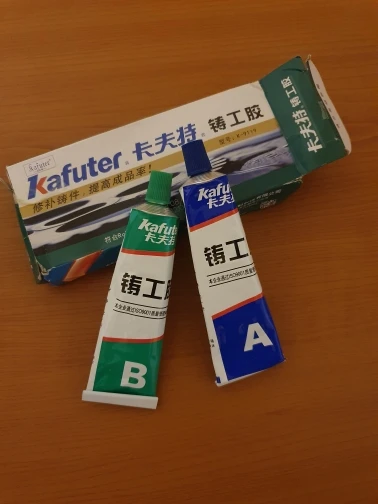 Kafuter 卡夫特 铸工胶
修补铸件，提高成品率！
卡夫特 铸工胶
Kafuter
卡夫特
铸工胶
B
Kafuter
卡夫特
铸工
A